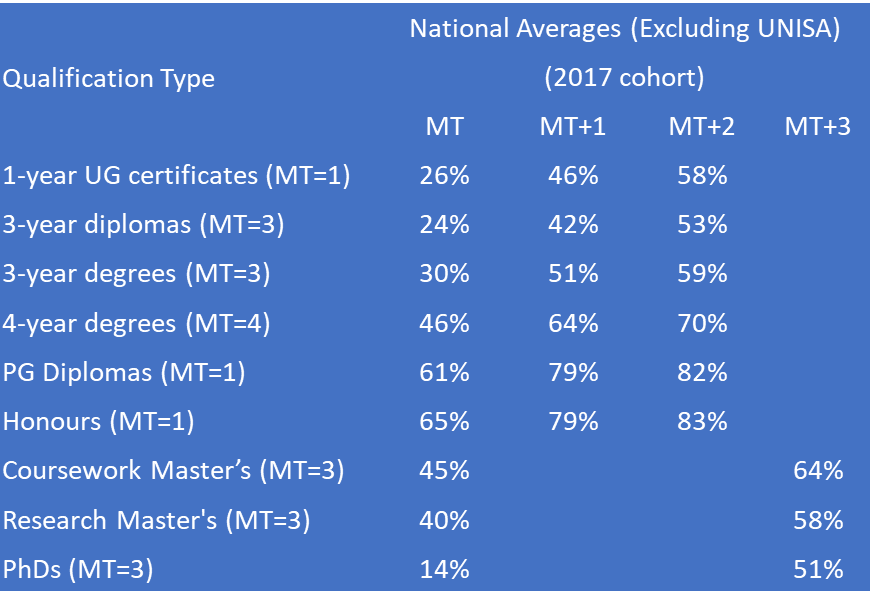 National Averages (Excluding UNISA)
Qualification Type (2017 cohort)
MT MT+1 MT+2 MT+3
1-year UG certificates (MT=1) 26% 46% 58%
3-year diplomas (MT=3) 24% 42% 53%
3-year degrees (MT=3) 30% 51% 59%
4-year degrees (MT=4) 46% 64% 70%
PG Diplomas (MT=1) 61% 79% 82%
Honours (MT=1) 65% 79% 83%
Coursework Master’s (MT=3) 45% 64%
Research Master's (MT=3) 40% 58%
PhDs (MT=3) 14% 51%